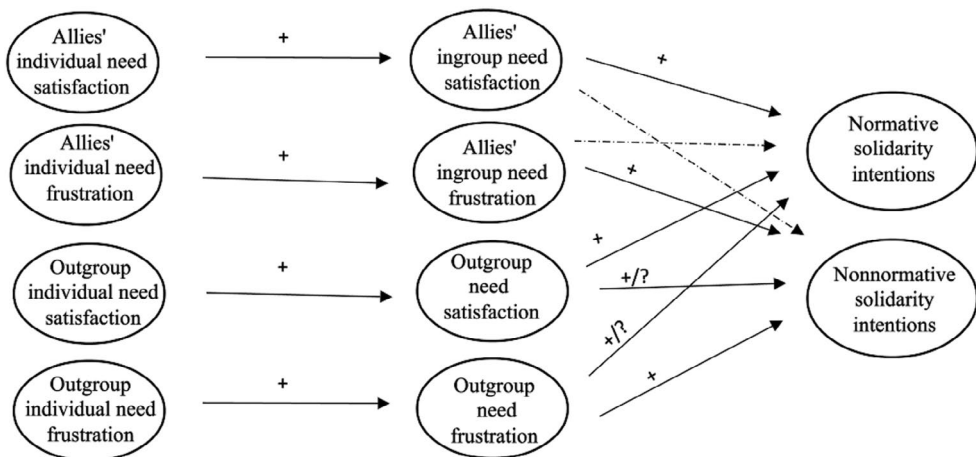 Allies'
individual need
satisfaction
+
Allies'
ingroup need
satisfaction
+
Allies'
individual need
frustration
+
Allies'
ingroup need
frustration
+
Normative
solidarity
intentions
Outgroup
individual need
satisfaction
+
Outgroup
need
satisfaction
+
+/?
Nonnormative
solidarity
intentions
Outgroup
individual need
frustration
+
Outgroup
need
frustration
+/?
+